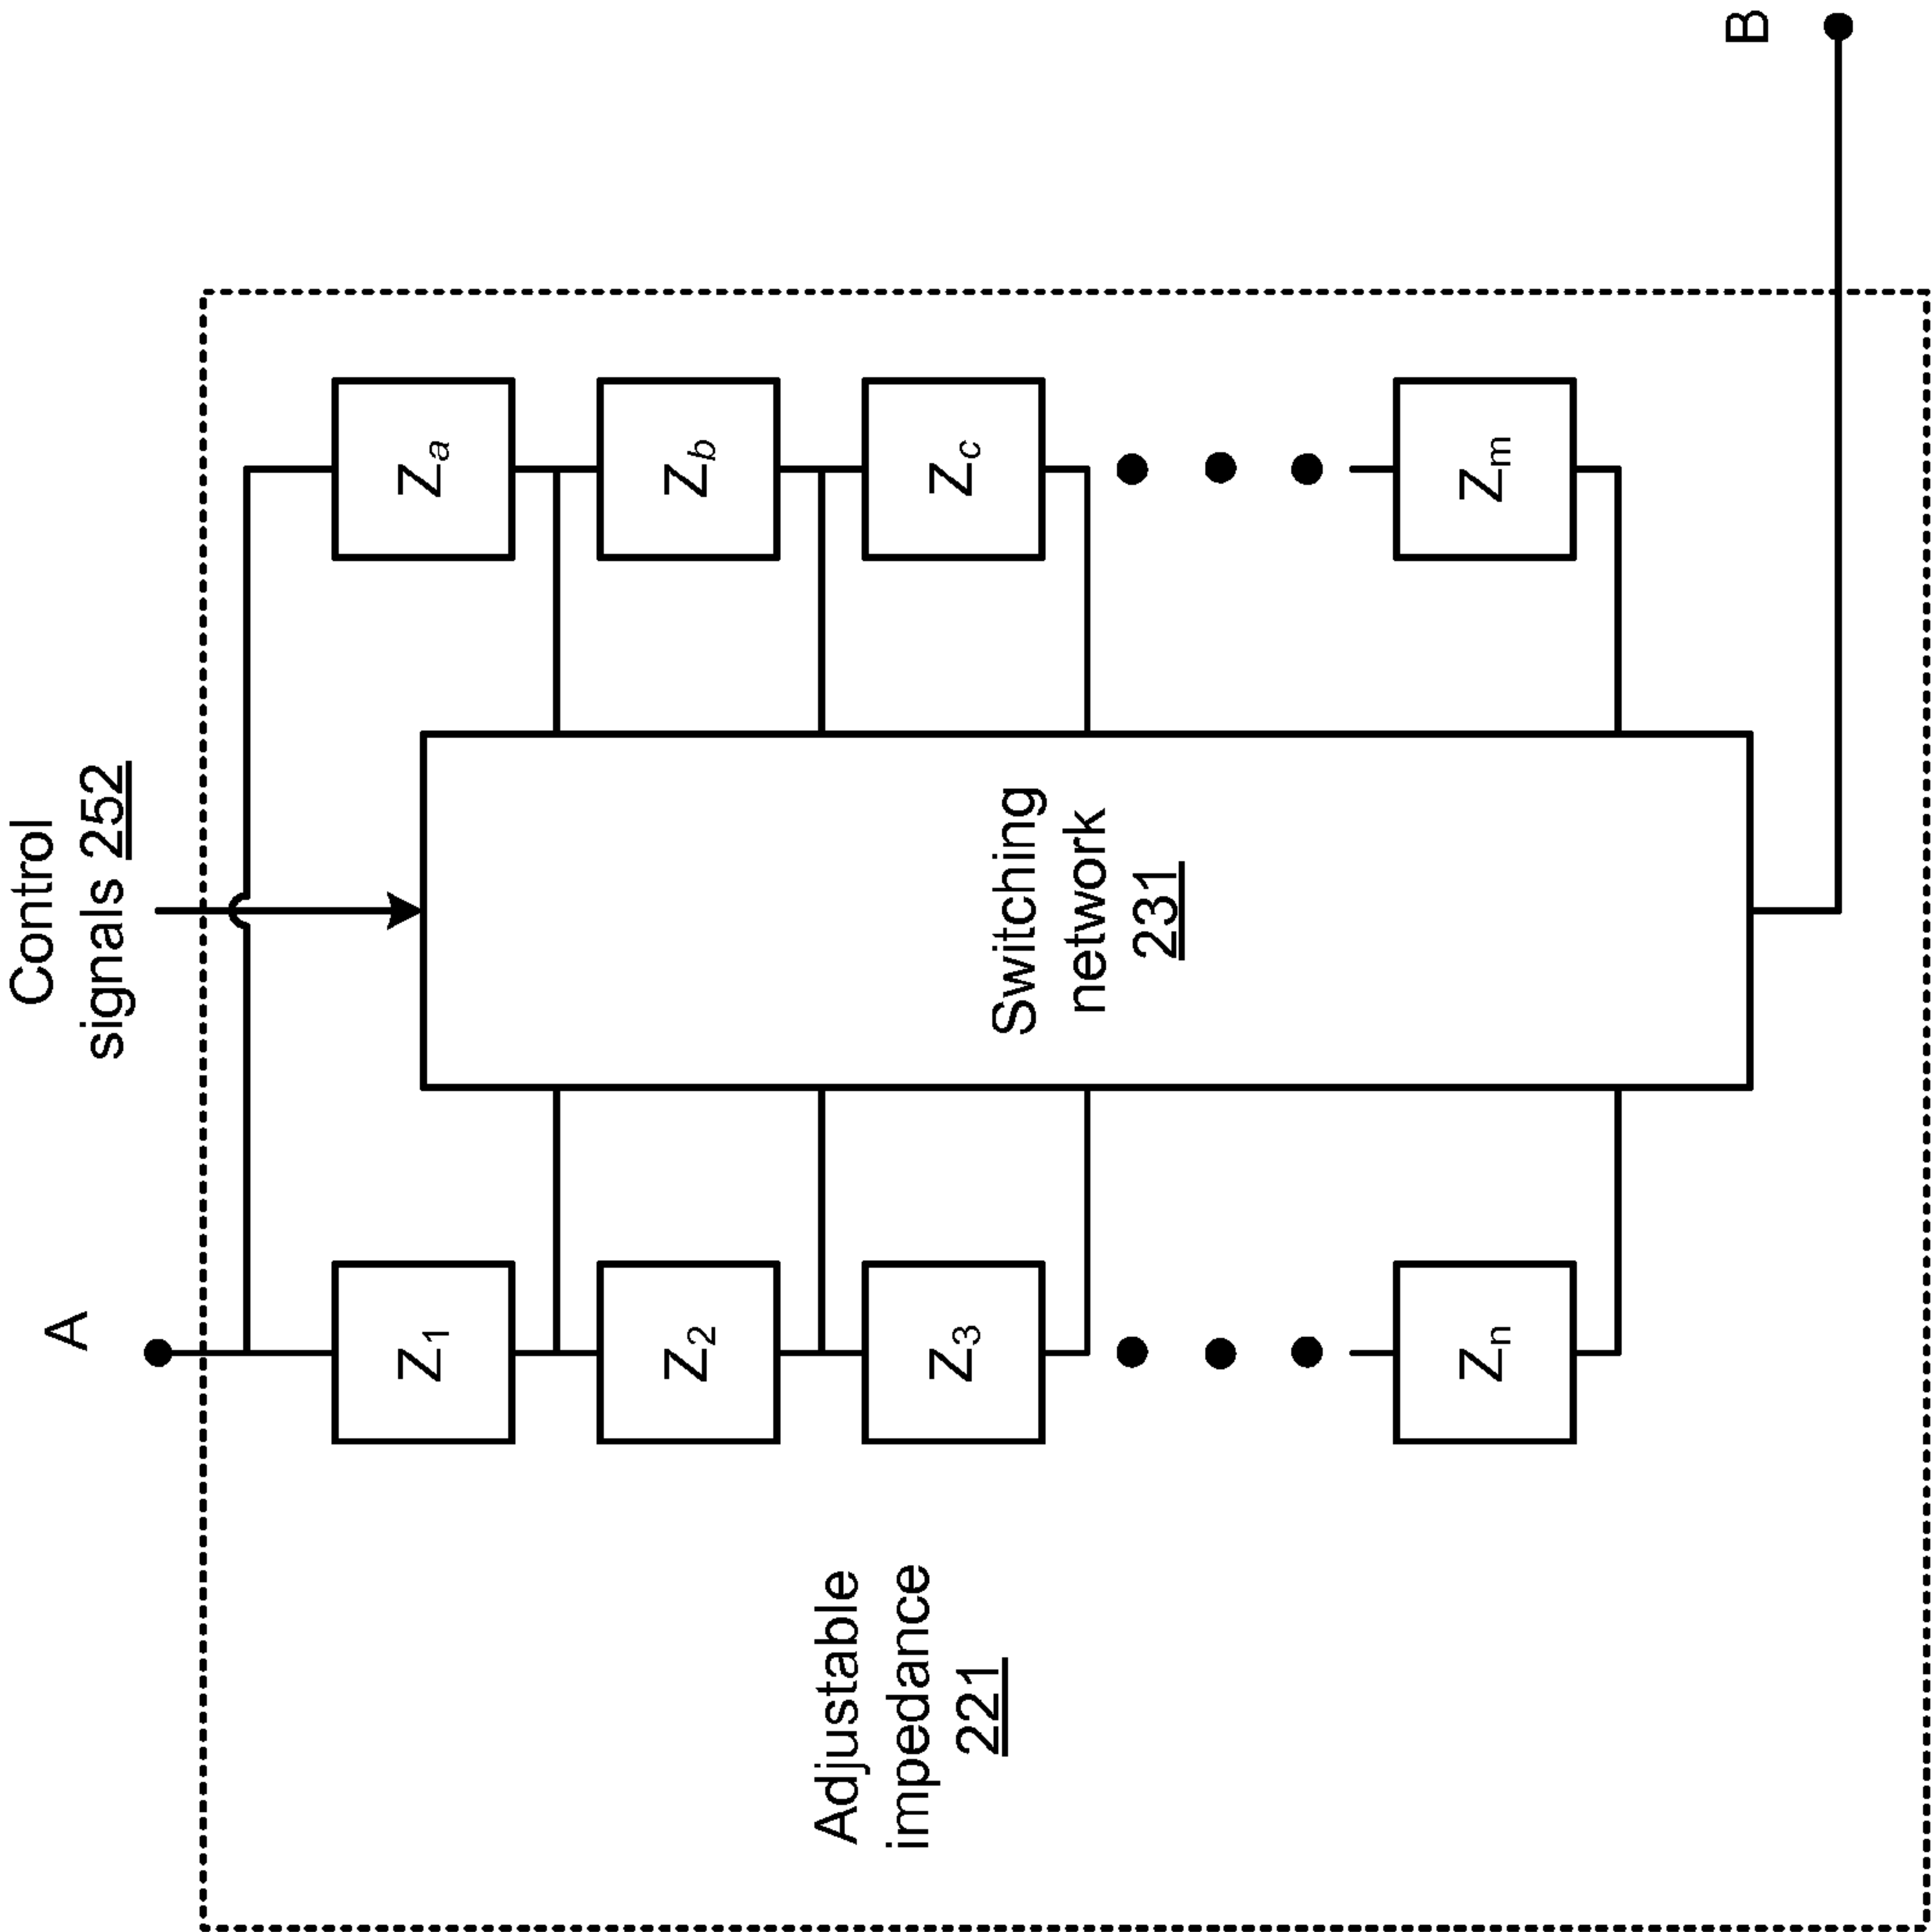 Control
signals 252
A
B
Adjustable
impedance
221
Switching
network
231
Z1
Z2
Z3
Zn
Za
Zb
Zc
Zm